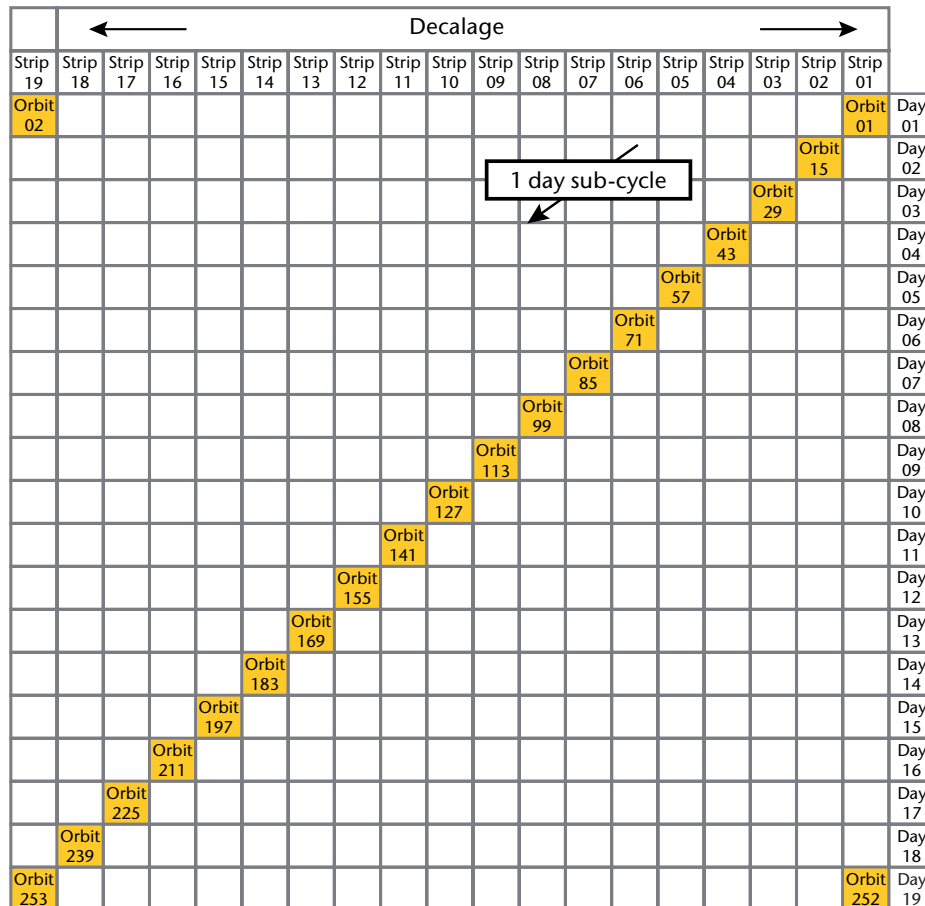 Decalage
Strip Strip Strip Strip Strip Strip Strip Strip Strip Strip Strip Strip Strip Strip Strip Strip Strip Strip Strip
19 18 17 16 15 14 13 12 11 10 09 08 07 06 05 04 03 02 01
Orbit Orbit Day
02 01 01
Orbit Day
15 02
1 day sub-cycle
Orbit Day
29 03
Orbit Day
43 04
Orbit Day
57 05
Orbit Day
71 06
Orbit Day
85 07
Orbit Day
99 08
Orbit Day
113 09
Orbit Day
127 10
Orbit Day
141 11
Orbit Day
155 12
Orbit Day
169 13
Orbit Day
183 14
Orbit Day
197 15
Orbit Day
211 16
Orbit Day
225 17
Orbit Day
239 18
Orbit Orbit Day
253 252 19